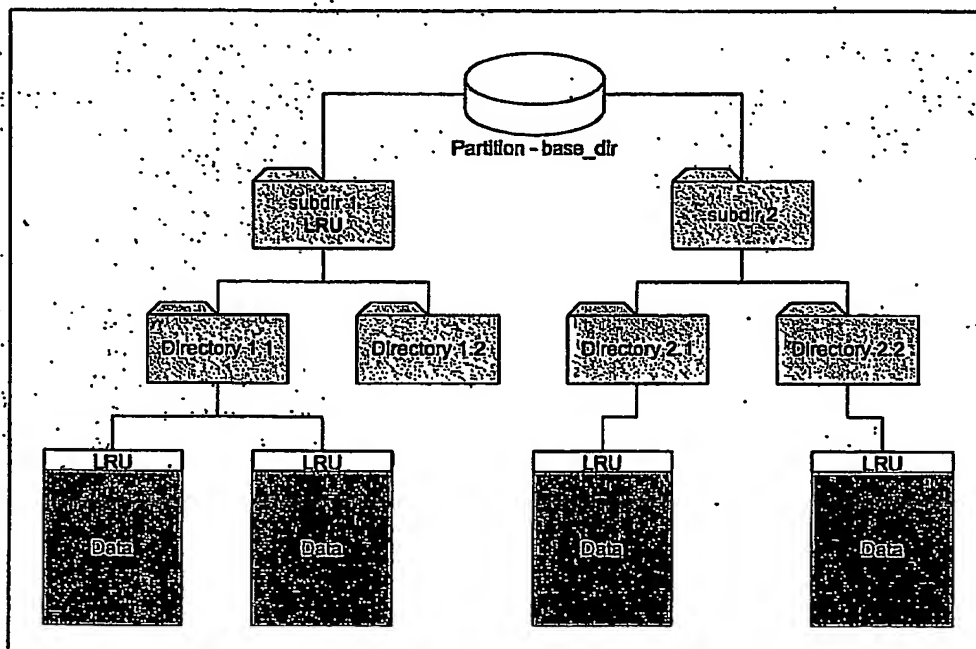 Partition - base_dir
subdir 1
LRU
subdir 2
Directory 1.1
Directory 1.2
Directory 2.1
Directory 2.2
LRU
LRU
LRU
LRU
Data
Data
Data
Data